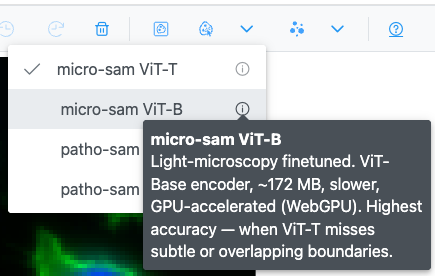 micro-sam ViT-T
micro-sam ViT-B
micro-sam ViT-B
Light-microscopy finetuned. ViT-
Base encoder, ~172 MB, slower,
GPU-accelerated (WebGPU). Highest
accuracy — when ViT-T misses
subtle or overlapping boundaries.
patho-sam
patho-sam